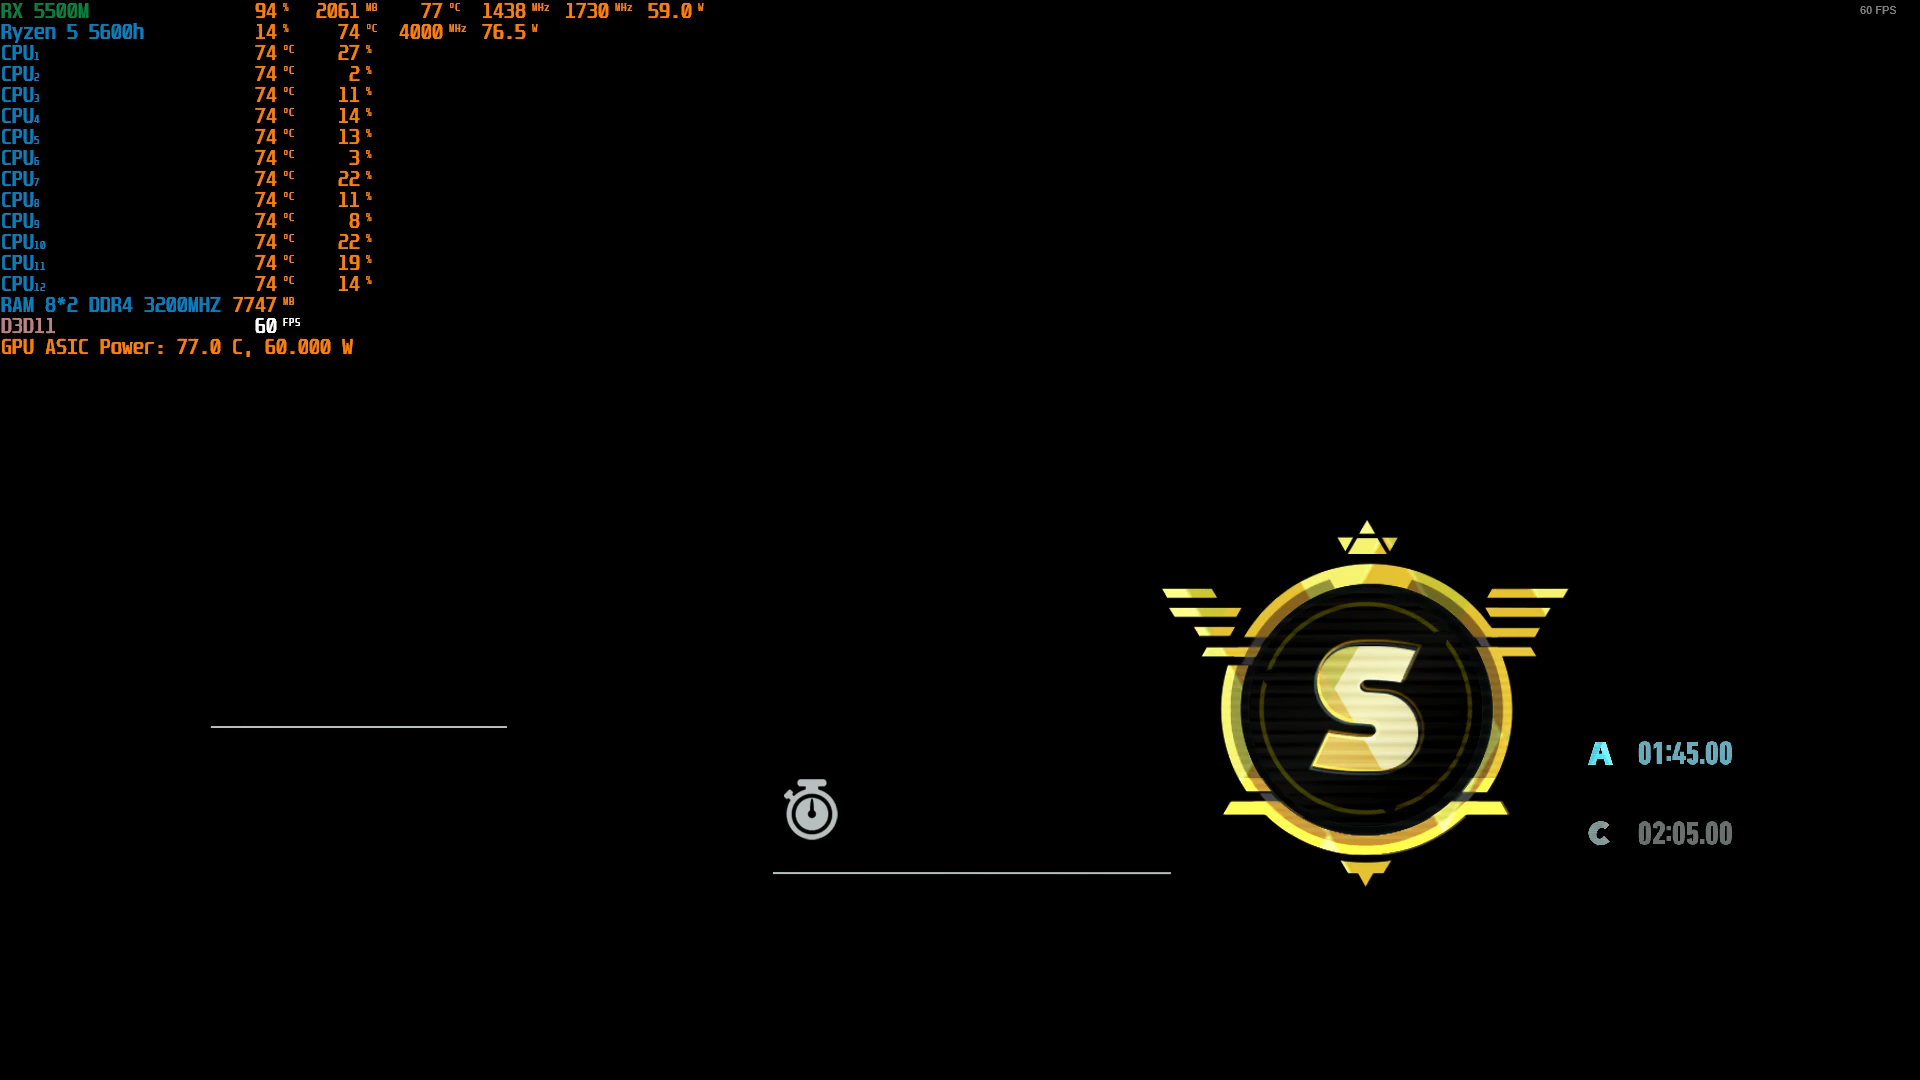 RX 5500M 94 % 2061 MB 77 °C 1438 MHz 1730 MHz 59.0 W
60 FPS
Ryzen 5 5600h 14 % 74 °C 4000 MHz 76.5 W
CPU1 74 °C 27 %
CPU2 74 °C 2 %
CPU3 74 °C 11 %
CPU4 74 °C 14 %
CPU5 74 °C 13 %
CPU6 74 °C 3 %
CPU7 74 °C 22 %
CPU8 74 °C 11 %
CPU9 74 °C 8 %
CPU10 74 °C 22 %
CPU11 74 °C 19 %
CPU12 74 °C 14 %
RAM 8*2 DDR4 3200MHZ 7747 MB
D3D11 60 FPS
GPU ASIC Power: 77.0 C, 60.000 W
S
A 01:45.00
C 02:05.00